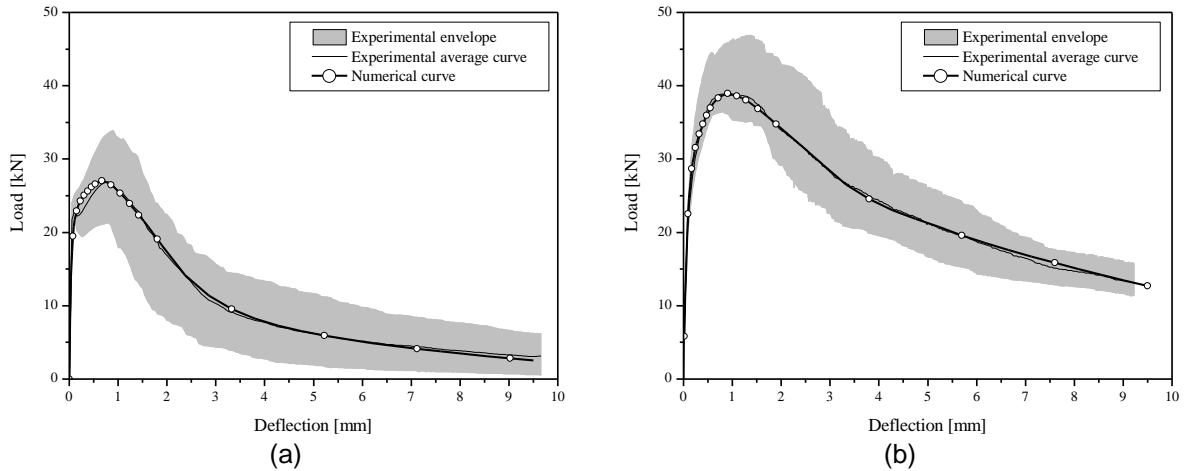 50
40
30
20
10
0
Load [kN]
Experimental envelope
Experimental average curve
Numerical curve
0 1 2 3 4 5 6 7 8 9 10
Deflection [mm]
(a)
50
40
30
20
10
0
Load [kN]
Experimental envelope
Experimental average curve
Numerical curve
0 1 2 3 4 5 6 7 8 9 10
Deflection [mm]
(b)